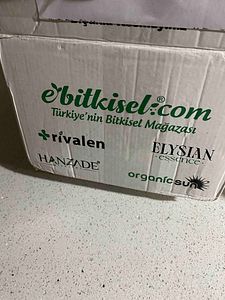 ebitkisel.com®
Türkiye'nin Bitkisel Mağazası
rivalen
ELYSIAN
essence
HANZADE
organicsun